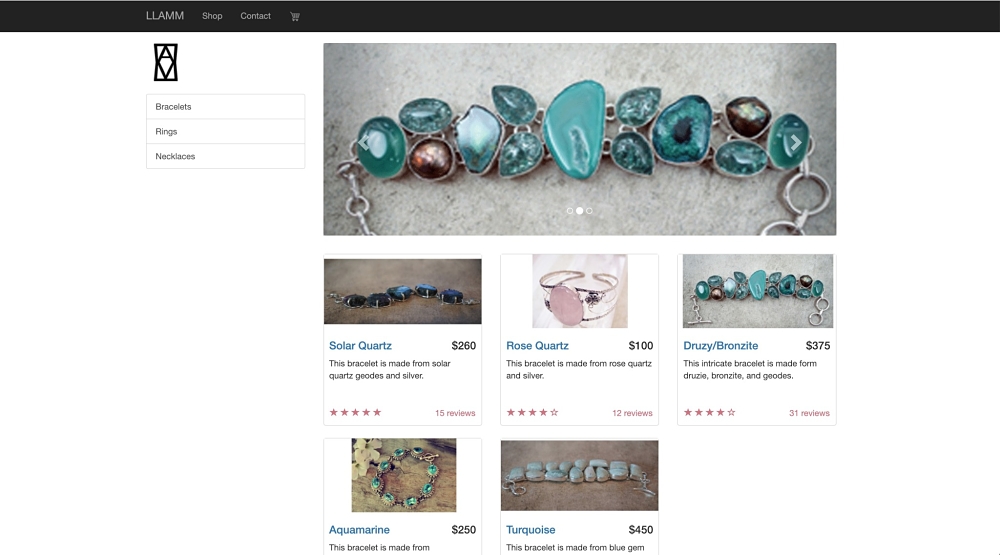 LLAMM Shop Contact
Bracelets
Rings
Necklaces
Solar Quartz $260
This bracelet is made from solar
quartz geodes and silver.
15 reviews
Rose Quartz $100
This bracelet is made from rose quartz
and silver.
12 reviews
Druzy/Bronzite $375
This intricate bracelet is made form
druzie, bronzite, and geodes.
31 reviews
Aquamarine $250
This bracelet is made from
Turquoise $450
This bracelet is made from blue gem